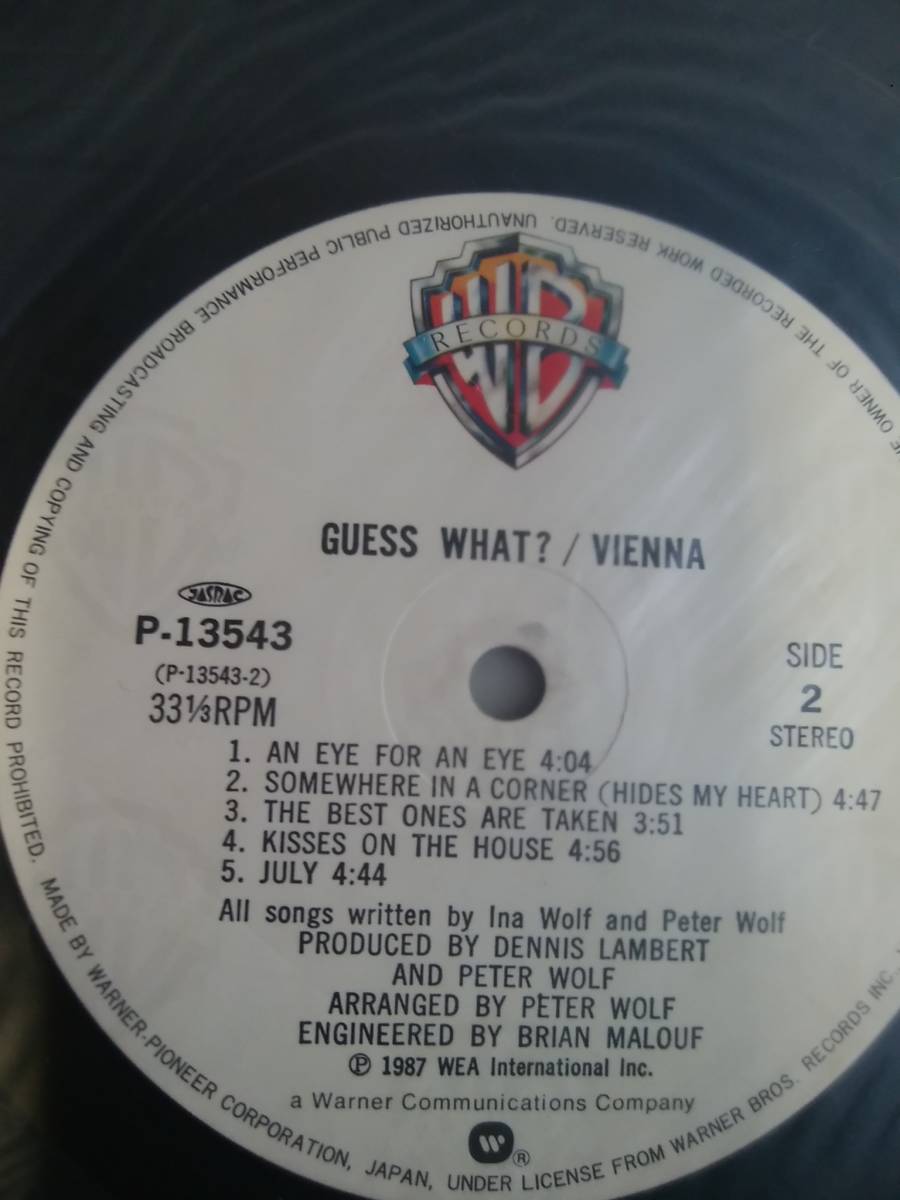 WB
RECORDS
GUESS WHAT? / VIENNA
JASRAC
P-13543
(P-13543-2)
33⅓RPM
SIDE
2
STEREO
1. AN EYE FOR AN EYE 4:04
2. SOMEWHERE IN A CORNER (HIDES MY HEART) 4:47
3. THE BEST ONES ARE TAKEN 3:51
4. KISSES ON THE HOUSE 4:56
5. JULY 4:44
All songs written by Ina Wolf and Peter Wolf
PRODUCED BY DENNIS LAMBERT
AND PETER WOLF
ARRANGED BY PETER WOLF
ENGINEERED BY BRIAN MALOUF
Ⓟ 1987 WEA International Inc.
a Warner Communications Company
W®
MADE BY WARNER-PIONEER CORPORATION, JAPAN, UNDER LICENSE FROM WARNER BROS. RECORDS INC.,
OWNER OF THE RECORDED WORK RESERVED. UNAUTHORIZED PUBLIC PERFORMANCE BROADCASTING AND COPYING OF THIS RECORD PROHIBITED.